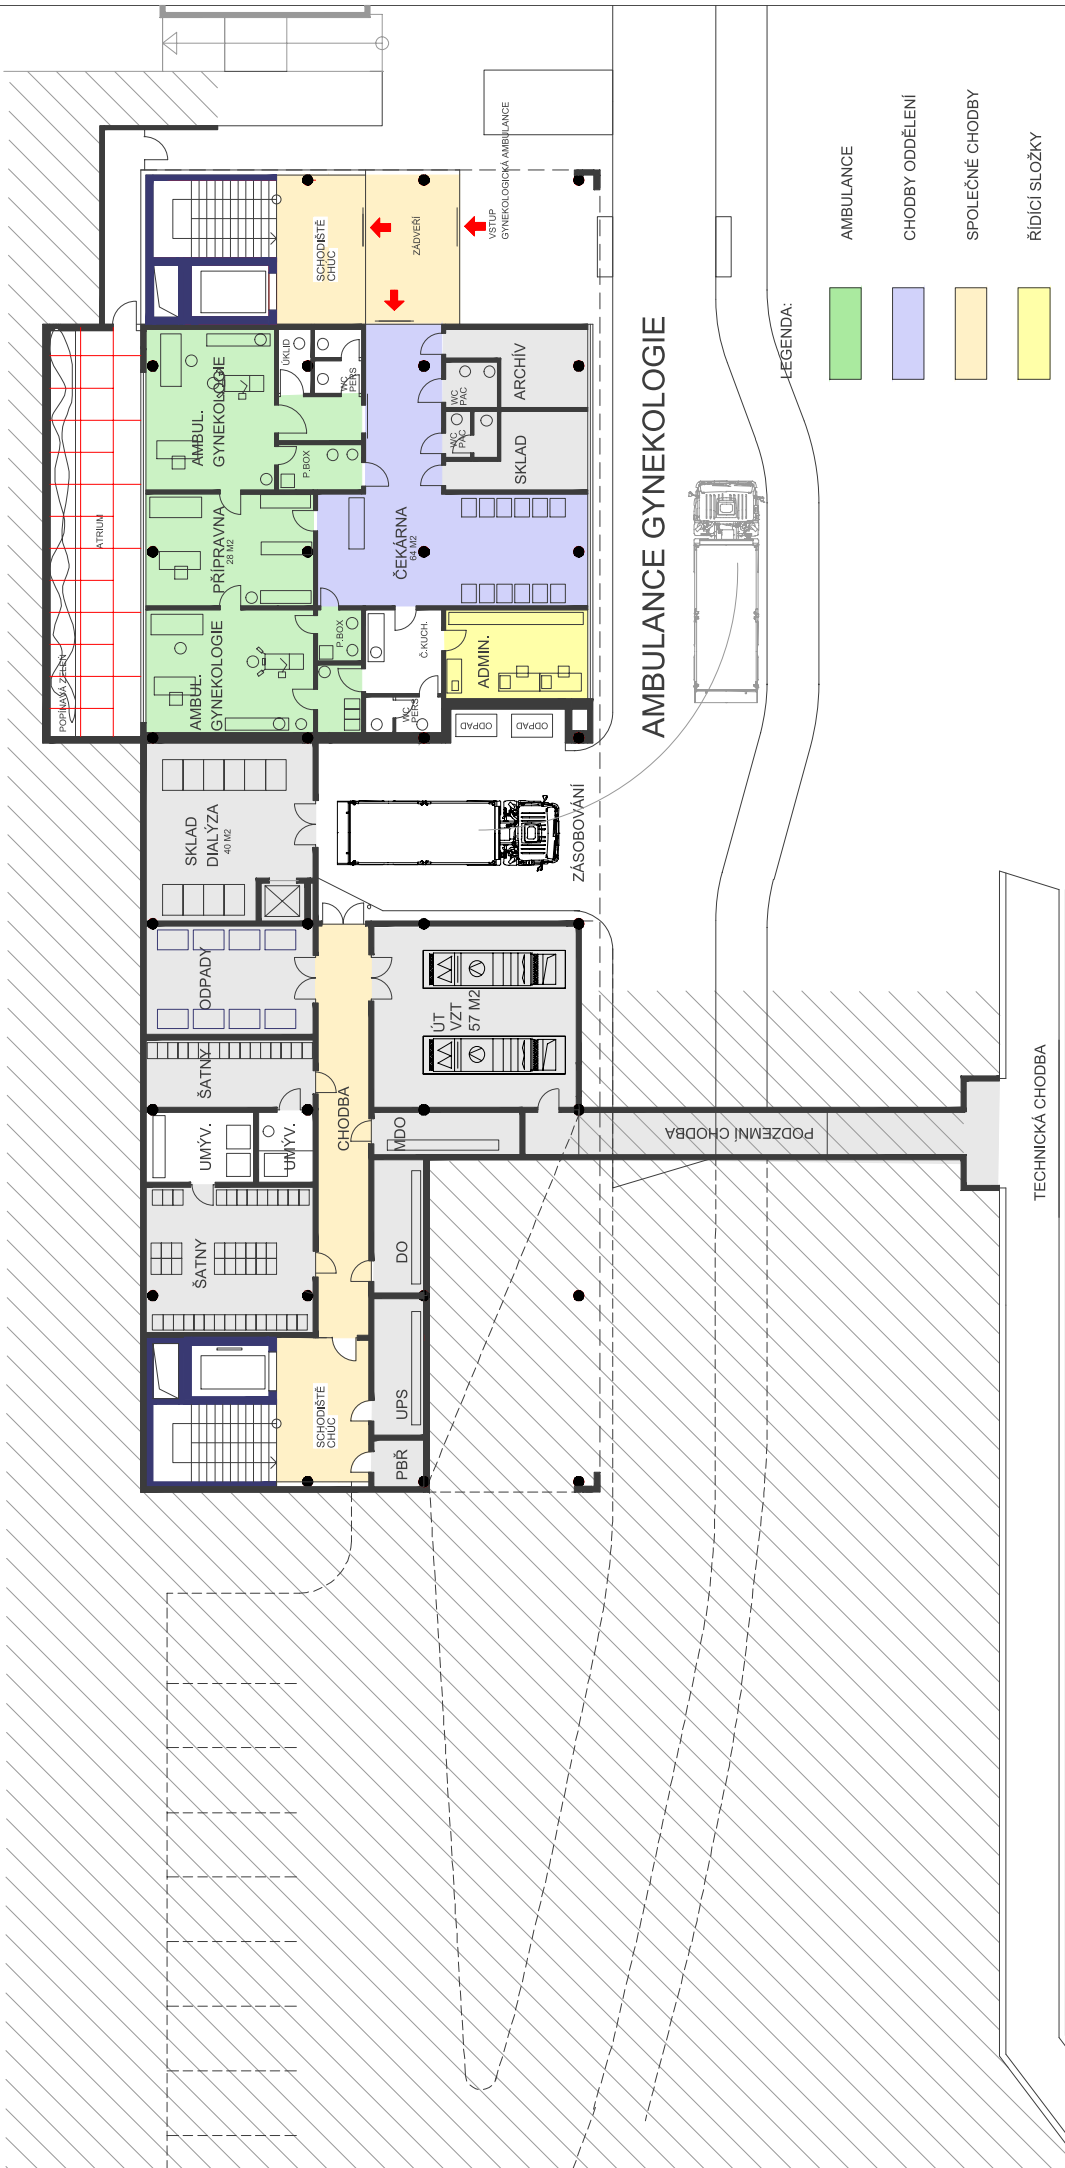 AMBULANCE GYNEKOLOGIE
LEGENDA:
AMBULANCE
CHODBY ODDĚLENÍ
SPOLEČNÉ CHODBY
ŘÍDÍCÍ SLOŽKY
VSTUP
GYNEKOLOGICKÁ AMBULANCE
ZÁDVEŘÍ
SCHODIŠTĚ
CHÚC
ATRIUM
POPÍNAVÁ ZELEŇ
AMBUL.
GYNEKOLOGIE
ÚKLID
WC
PERS
P.BOX
WC
PAC
WC
PAC
ARCHÍV
SKLAD
PŘÍPRAVNA
28 M2
ČEKÁRNA
64 M2
AMBUL.
GYNEKOLOGIE
P.BOX
Č.KUCH.
ADMIN.
WC
PERS
ODPAD
ODPAD
SKLAD
DIALÝZA
40 M2
ZÁSOBOVÁNÍ
ODPADY
ÚT
VZT
57 M2
ŠATNY
CHODBA
UMÝV.
UMÝV.
MDO
PODZEMNÍ CHODBA
TECHNICKÁ CHODBA
ŠATNY
DO
UPS
SCHODIŠTĚ
CHÚC
PBŘ